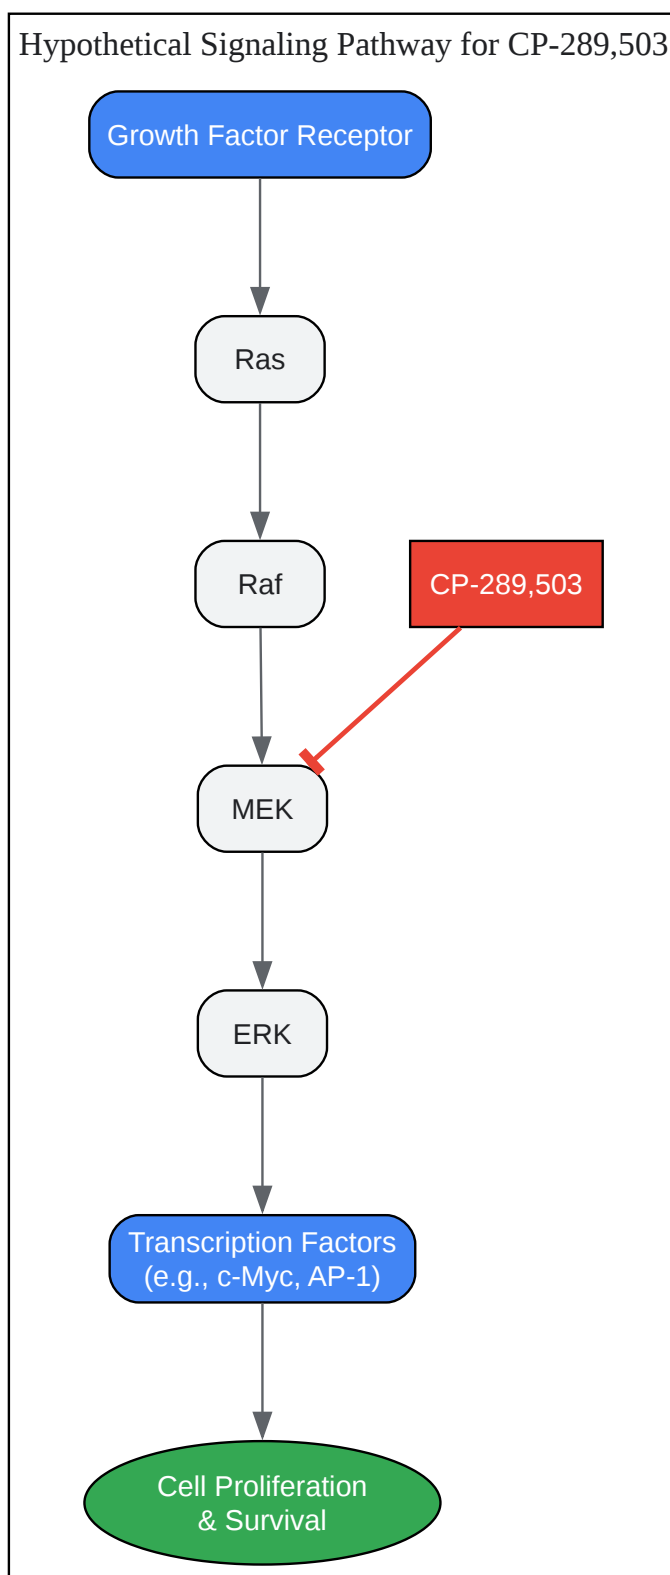 Hypothetical Signaling Pathway for CP-289,503
Growth Factor Receptor
Ras
Raf
CP-289,503
MEK
ERK
Transcription Factors
(e.g., c-Myc, AP-1)
Cell Proliferation
& Survival